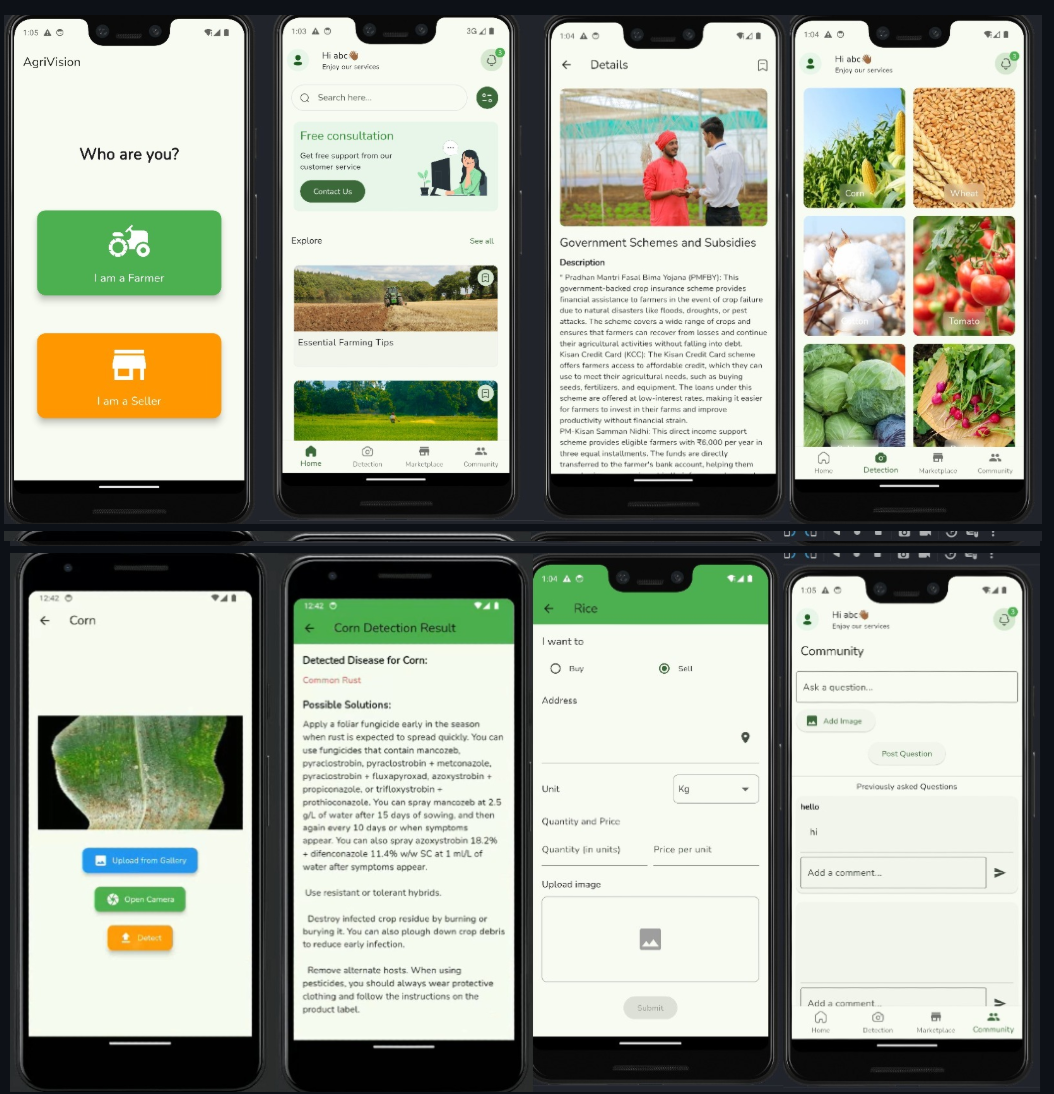 1:05
AgriVision
Who are you?
I am a Farmer
I am a Seller
1:03
3G
Hi abc👋🏾
Enjoy our services
3
Search here...
Free consultation
Get free support from our
customer service
Contact Us
Explore
See all
Essential Farming Tips
Home
Detection
Marketplace
Community
1:04
Details
Government Schemes and Subsidies
Description
" Pradhan Mantri Fasal Bima Yojana (PMFBY): This
government-backed crop insurance scheme provides
financial assistance to farmers in the event of crop failure
due to natural disasters like floods, droughts, or pest
attacks. The scheme covers a wide range of crops and
ensures that farmers can recover from losses and continue
their agricultural activities without falling into debt.
Kisan Credit Card (KCC): The Kisan Credit Card scheme
offers farmers access to affordable credit, which they can
use to meet their agricultural needs, such as buying
seeds, fertilizers, and equipment. The loans under this
scheme are offered at low-interest rates, making it easier
for farmers to invest in their farms and improve
productivity without financial strain.
PM-Kisan Samman Nidhi: This direct income support
scheme provides eligible farmers with ₹6,000 per year in
three equal installments. The funds are directly
transferred to the farmer's bank account, helping them
1:04
Hi abc👋🏾
Enjoy our services
3
Corn
Wheat
Tomato
Home
Detection
Marketplace
Community
12:42
Corn
Upload from Gallery
Open Camera
Detect
12:42
Corn Detection Result
Detected Disease for Corn:
Common Rust
Possible Solutions:
Apply a foliar fungicide early in the season
when rust is expected to spread quickly. You can
use fungicides that contain mancozeb,
pyraclostrobin, pyraclostrobin + metconazole,
pyraclostrobin + fluxapyroxad, azoxystrobin +
propiconazole, or trifloxystrobin +
prothioconazole. You can spray mancozeb at 2.5
g/L of water after 15 days of sowing, and then
again every 10 days or when symptoms
appear. You can also spray azoxystrobin 18.2%
+ difenconazole 11.4% w/w SC at 1 ml/L of
water after symptoms appear.
Use resistant or tolerant hybrids.
Destroy infected crop residue by burning or
burying it. You can also plough down crop debris
to reduce early infection.
Remove alternate hosts. When using
pesticides, you should always wear protective
clothing and follow the instructions on the
product label.
1:04
Rice
I want to
Buy
Sell
Address
Unit
Kg
Quantity and Price
Quantity (in units)
Price per unit
Upload image
Submit
1:05
Hi abc👋🏾
Enjoy our services
3
Community
Ask a question...
Add Image
Post Question
Previously asked Questions
hello
hi
Add a comment...
Add a comment...
Home
Detection
Marketplace
Community